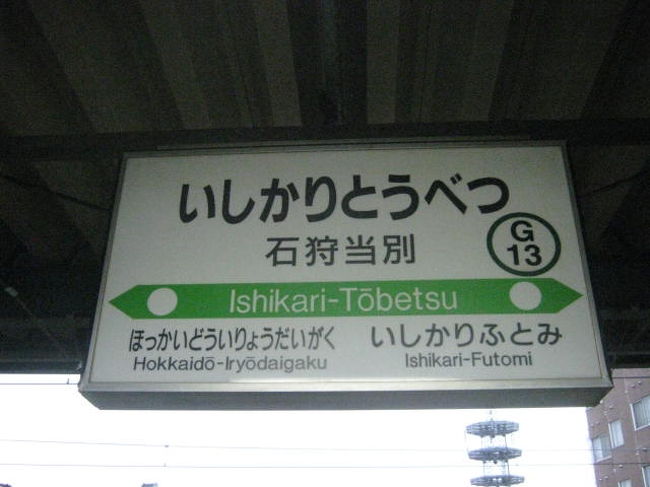 いしかりとうべつ
石狩当別
G
13
Ishikari-Tōbetsu
ほっかいどういりょうだいがく
Hokkaidō-Iryōdaigaku
いしかりふとみ
Ishikari-Futomi